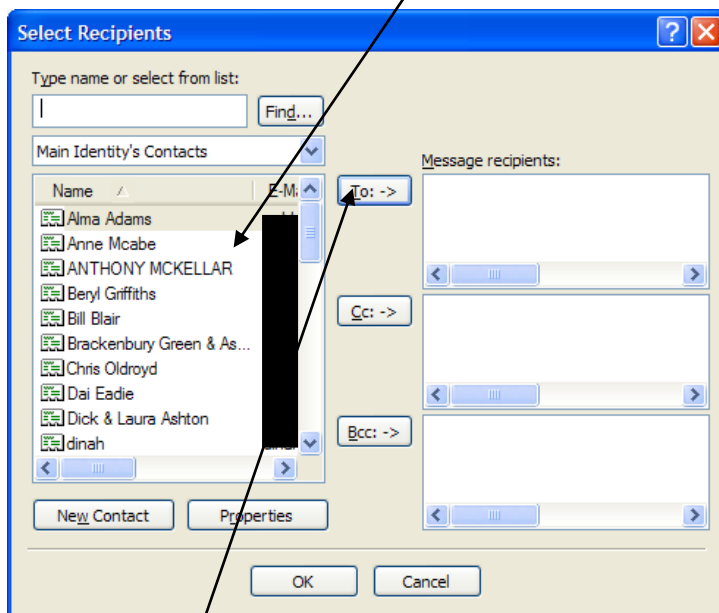 Select Recipients
Type name or select from list:
Find...
Main Identity's Contacts
Message recipients:
Name
To: ->
Alma Adams
Anne Mcabe
ANTHONY MCKELLAR
Beryl Griffiths
Bill Blair
Cc: ->
Brackenbury Green & As...
Chris Oldroyd
Dai Eadie
Dick & Laura Ashton
Bcc: ->
dinah
New Contact
Properties
OK
Cancel